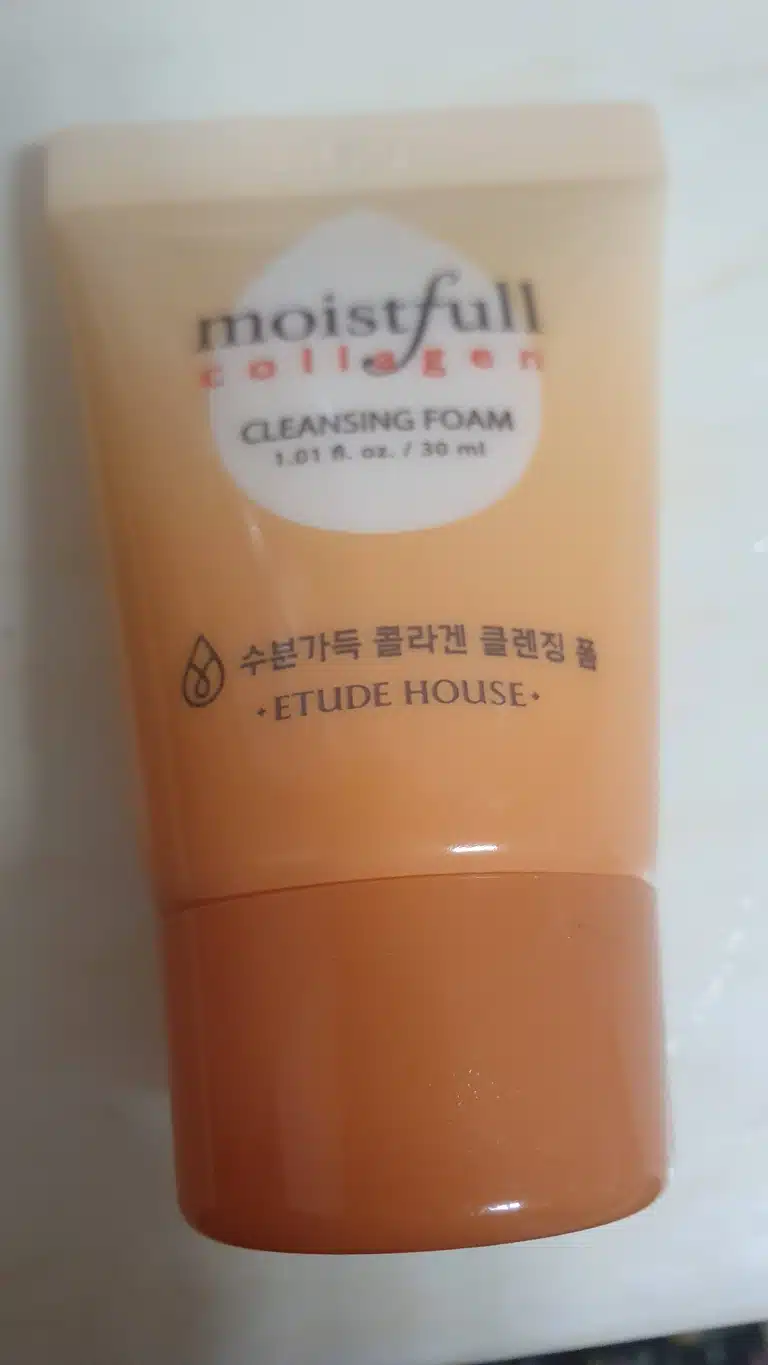 moistfull
collagen
CLEANSING FOAM
1.01 fl. oz. / 30 ml
수분가득 콜라겐 클렌징 폼
ETUDE HOUSE